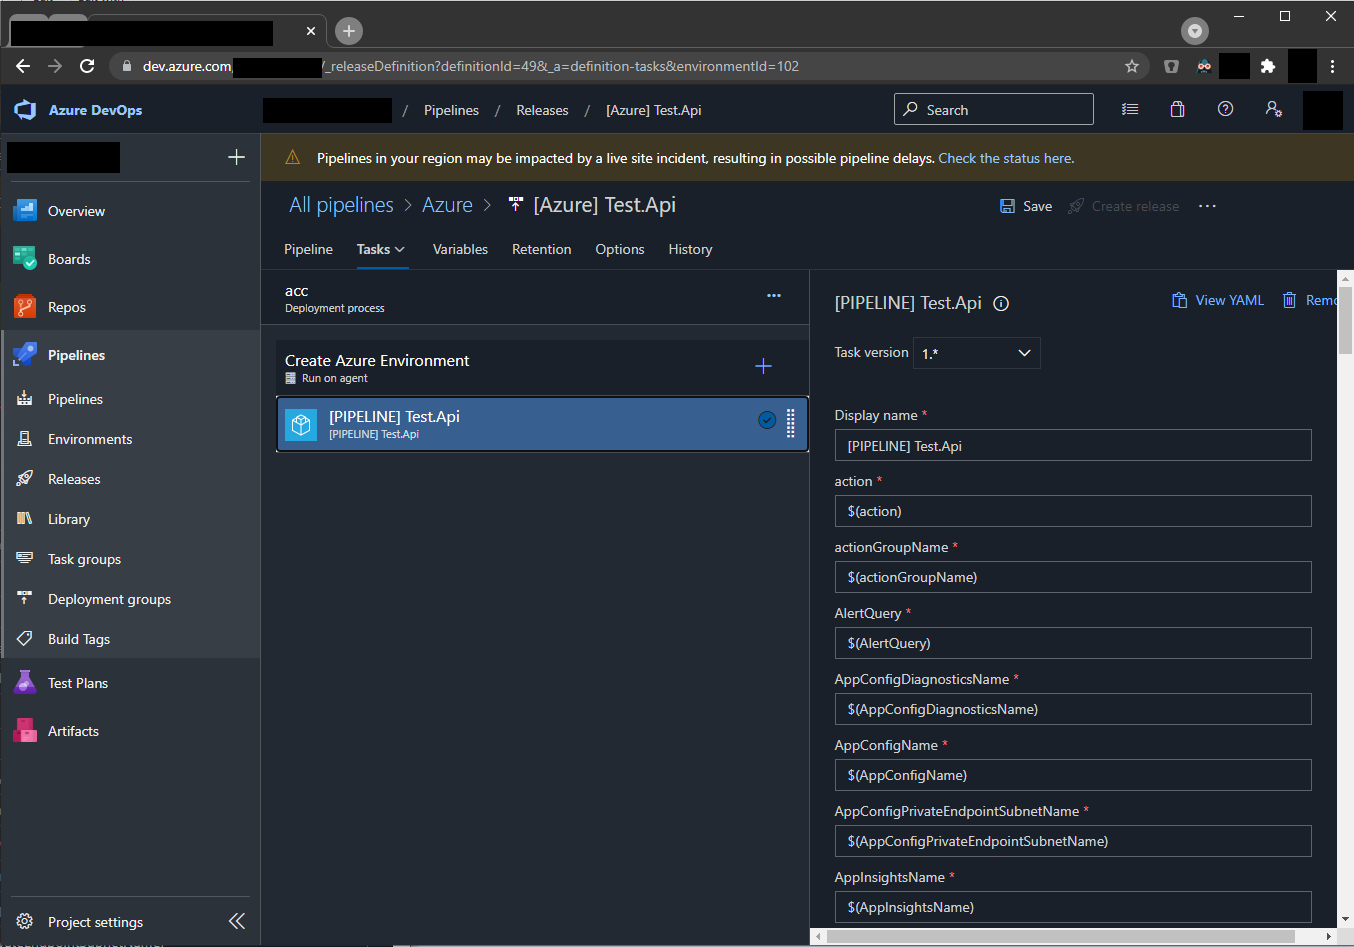 dev.azure.com
/_releaseDefinition?definitionId=49&_a=definition-tasks&environmentId=102
Azure DevOps
/ Pipelines / Releases / [Azure] Test.Api
Search
Pipelines in your region may be impacted by a live site incident, resulting in possible pipeline delays. Check the status here.
Overview
Boards
Repos
Pipelines
Pipelines
Environments
Releases
Library
Task groups
Deployment groups
Build Tags
Test Plans
Artifacts
Project settings
All pipelines > Azure > [Azure] Test.Api
Save
Create release
Pipeline
Tasks
Variables
Retention
Options
History
acc
Deployment process
Create Azure Environment
Run on agent
[PIPELINE] Test.Api
[PIPELINE] Test.Api
[PIPELINE] Test.Api
View YAML
Remo
Task version 1.*
Display name *
[PIPELINE] Test.Api
action *
$(action)
actionGroupName *
$(actionGroupName)
AlertQuery *
$(AlertQuery)
AppConfigDiagnosticsName *
$(AppConfigDiagnosticsName)
AppConfigName *
$(AppConfigName)
AppConfigPrivateEndpointSubnetName *
$(AppConfigPrivateEndpointSubnetName)
AppInsightsName *
$(AppInsightsName)